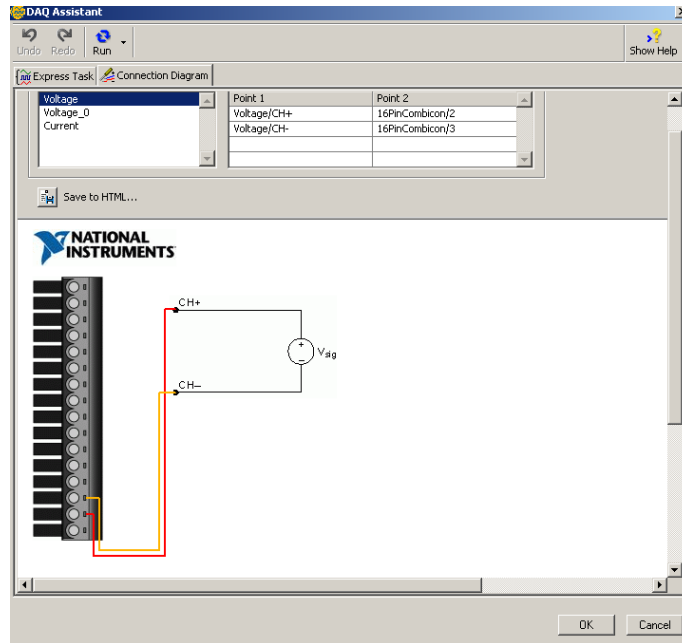 DAQ Assistant
Undo Redo Run Show Help
Express Task Connection Diagram
Voltage
Voltage_0
Current
Point 1 Point 2
Voltage/CH+ 16PinCombicon/2
Voltage/CH- 16PinCombicon/3
Save to HTML...
NATIONAL
INSTRUMENTS
CH+
+
Vsig
−
CH−
OK Cancel